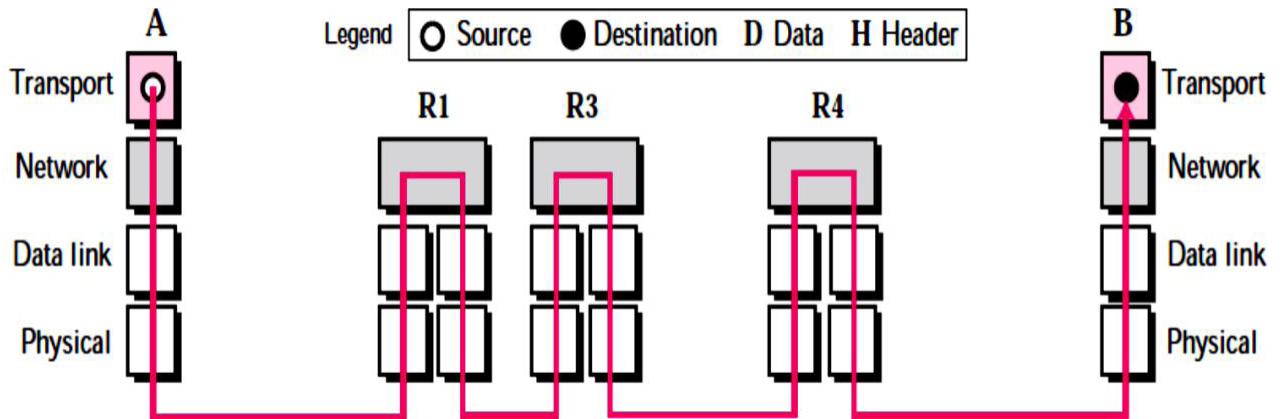 A
Legend Source Destination D Data H Header
B
Transport
Transport
R1 R3 R4
Network
Network
Data link
Data link
Physical
Physical